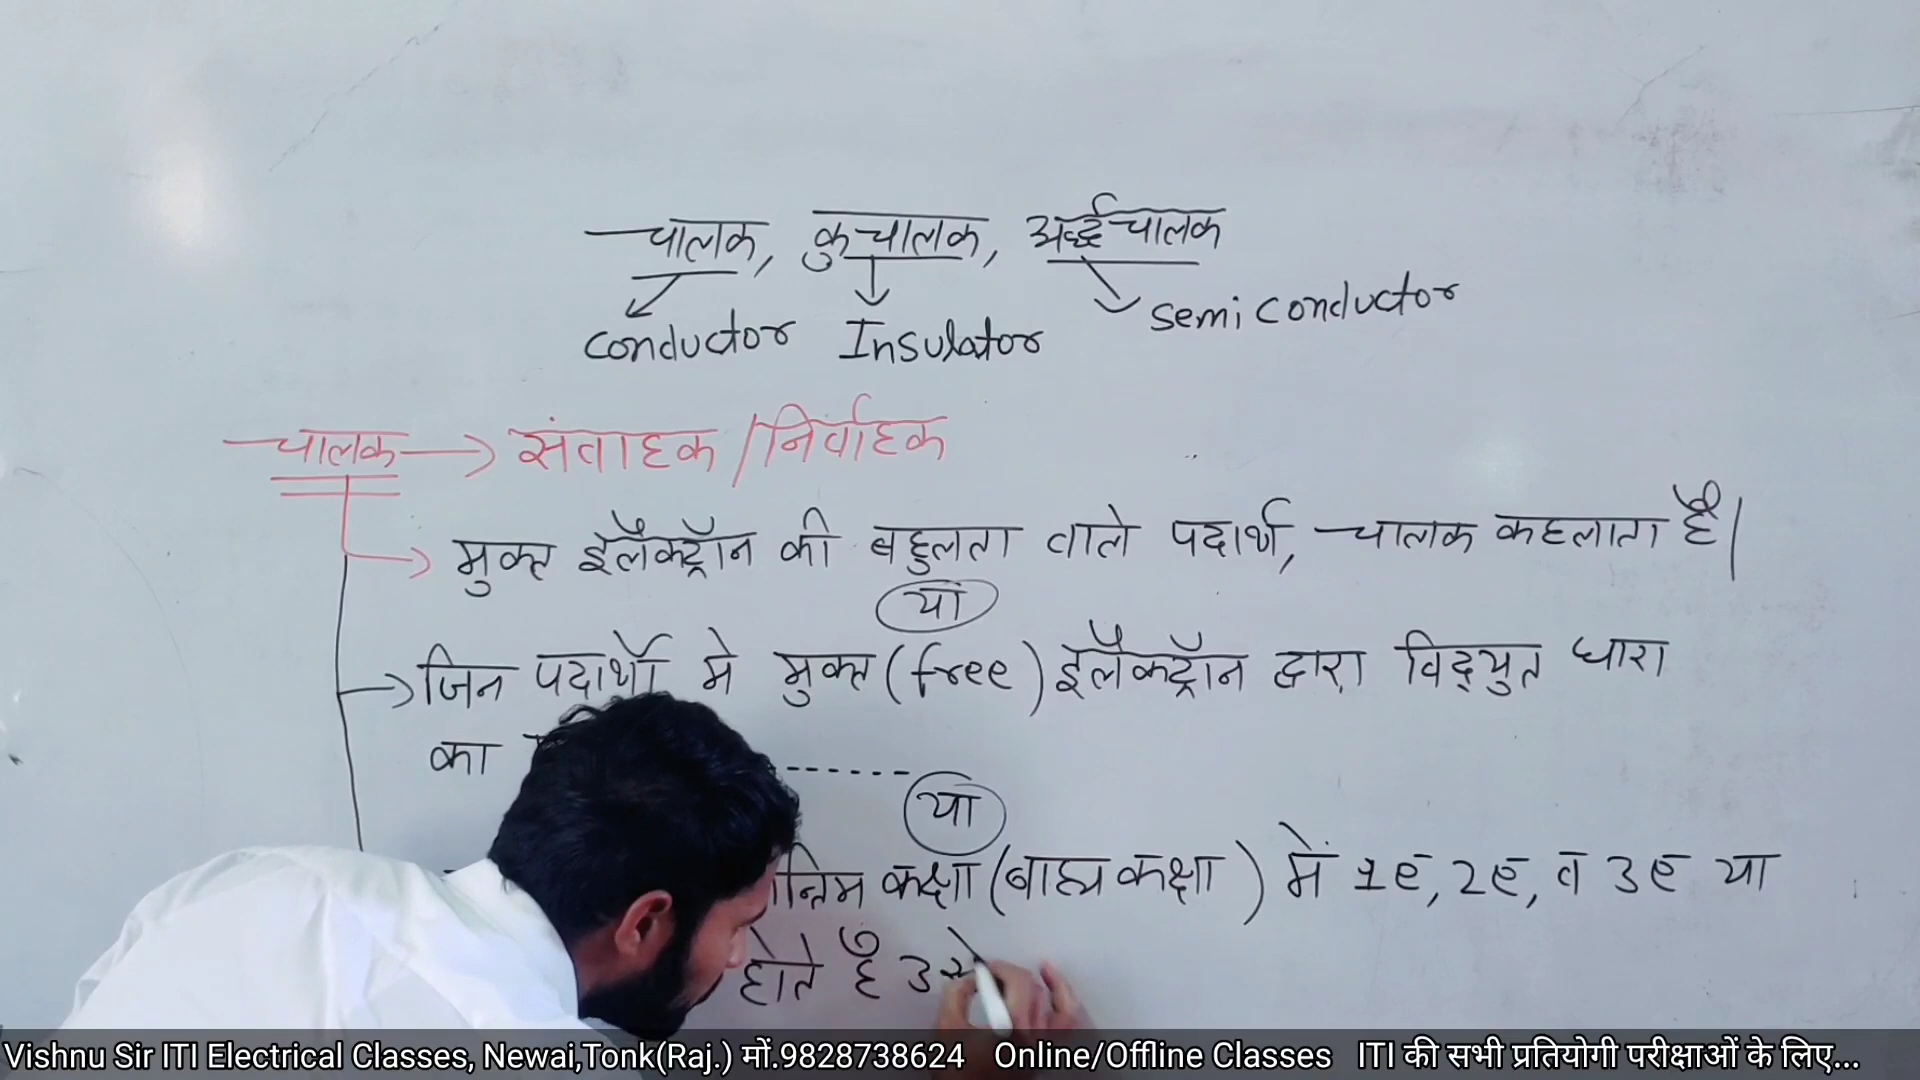 चालक, कुचालक, अर्द्धचालक
conductor Insulator semi conductor
चालक → संवाहक / निर्वाहक
→ मुक्त इलैक्ट्रॉन की बहुलता वाले पदार्थ, चालक कहलाता है|
या
→ जिन पदार्थों मे मुक्त (free) इलैक्ट्रॉन द्वारा विद्युत धारा
का ------
या
कक्षा (बाह्य कक्षा) में 1e, 2e, व 3e या
होते है उसे
Vishnu Sir ITI Electrical Classes, Newai,Tonk(Raj.) मों.9828738624 Online/Offline Classes ITI की सभी प्रतियोगी परीक्षाओं के लिए...